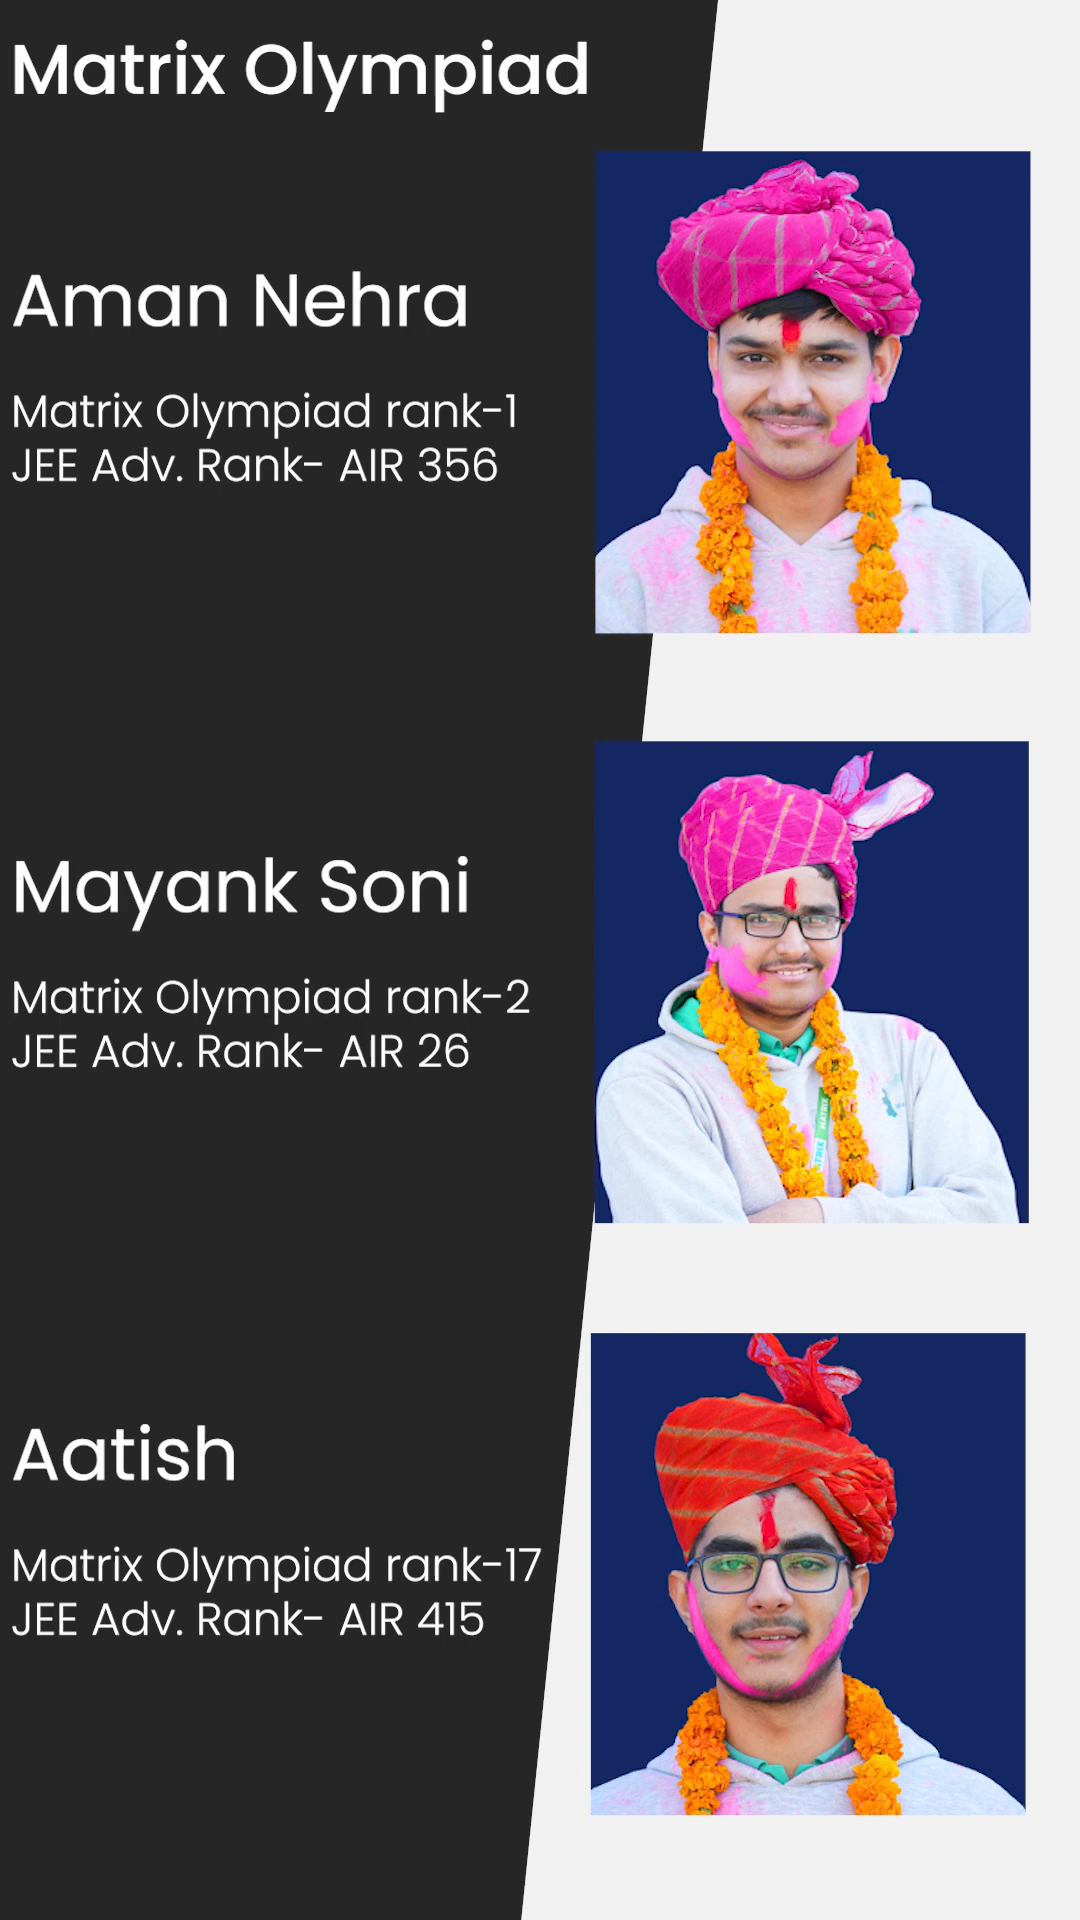 Matrix Olympiad
Aman Nehra
Matrix Olympiad rank-1
JEE Adv. Rank- AIR 356
Mayank Soni
Matrix Olympiad rank-2
JEE Adv. Rank- AIR 26
MATRIX
Aatish
Matrix Olympiad rank-17
JEE Adv. Rank- AIR 415